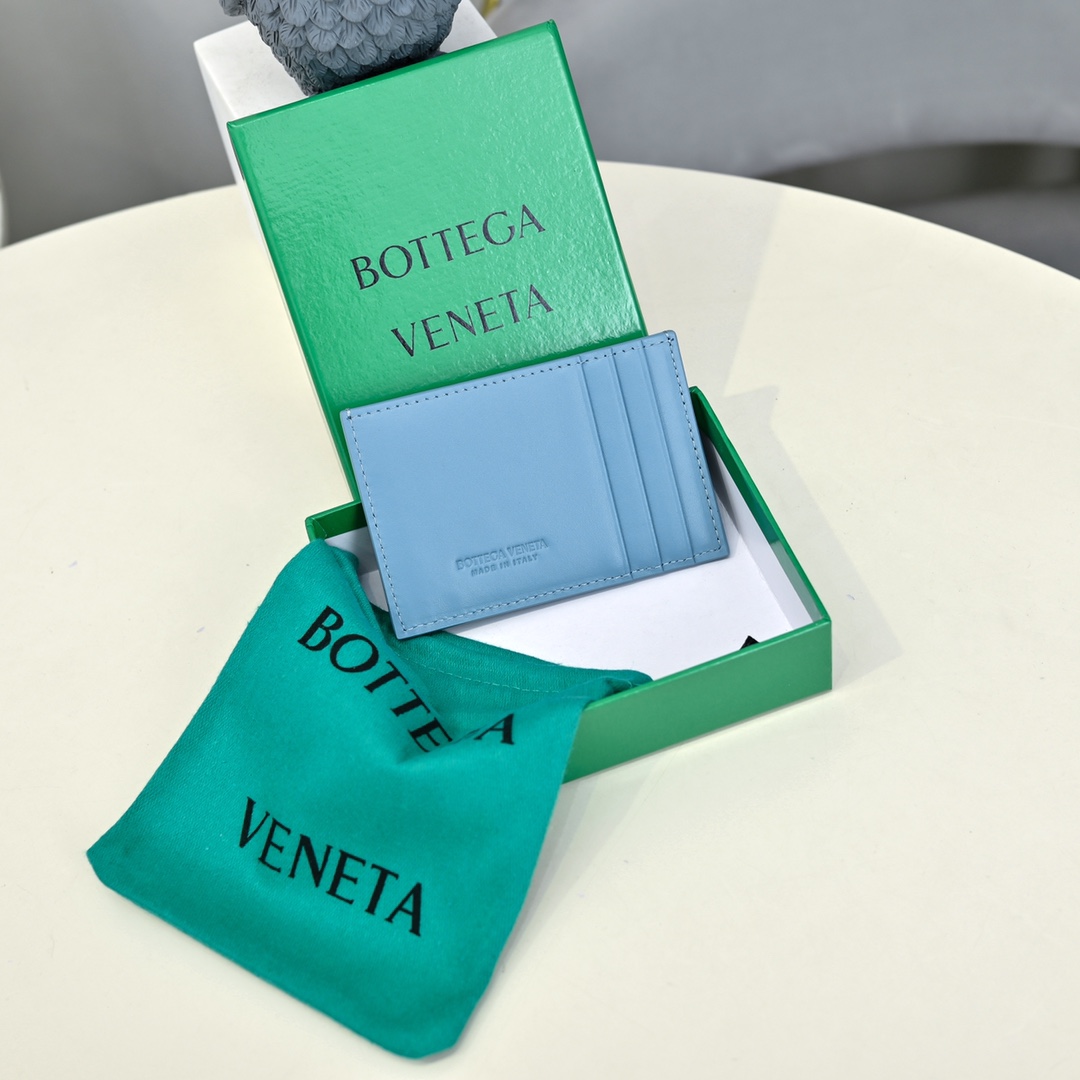 BOTTEGA
VENETA
BOTTEGA VENETA
MADE IN ITALY
BOTTE A
VENETA